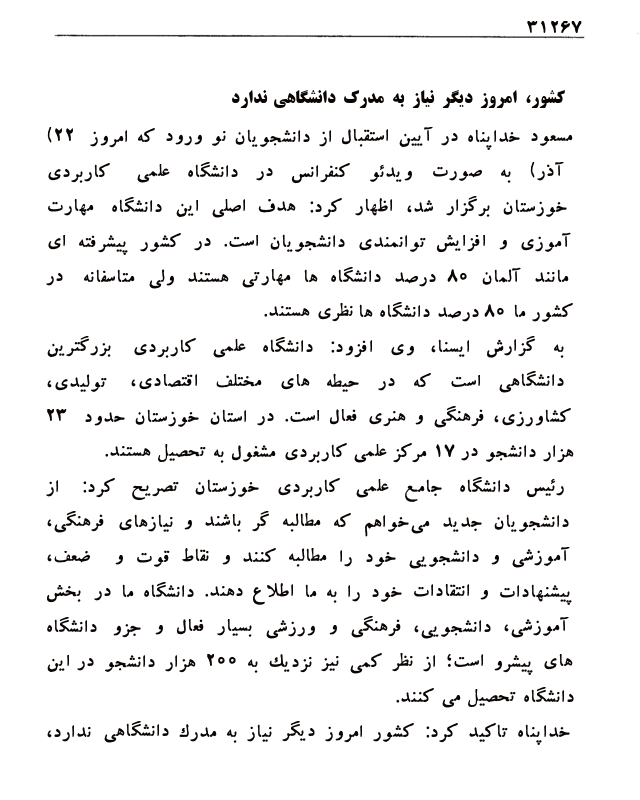 ۳۱۲۶۷
کشور، امروز دیگر نیاز به مدرک دانشگاهی ندارد
مسعود خداپناه در آیین استقبال از دانشجویان نو ورود که امروز ۲۲)
آذر) به صورت ویدئو کنفرانس در دانشگاه علمی کاربردی
خوزستان برگزار شد، اظهار کرد: هدف اصلی این دانشگاه مهارت
آموزی و افزایش توانمندی دانشجویان است. در کشور پیشرفته ای
مانند آلمان ۸۰ درصد دانشگاه ها مهارتی هستند ولی متاسفانه در
کشور ما ۸۰ درصد دانشگاه ها نظری هستند.
به گزارش ایسنا، وی افزود: دانشگاه علمی کاربردی بزرگترین
دانشگاهی است که در حیطه های مختلف اقتصادی، تولیدی،
کشاورزی، فرهنگی و هنری فعال است. در استان خوزستان حدود ۲۳
هزار دانشجو در ۱۷ مرکز علمی کاربردی مشغول به تحصیل هستند.
رئیس دانشگاه جامع علمی کاربردی خوزستان تصریح کرد: از
دانشجویان جدید می‌خواهم که مطالبه گر باشند و نیازهای فرهنگی،
آموزشی و دانشجویی خود را مطالبه کنند و نقاط قوت و ضعف،
پیشنهادات و انتقادات خود را به ما اطلاع دهند. دانشگاه ما در بخش
آموزشی، دانشجویی، فرهنگی و ورزشی بسیار فعال و جزو دانشگاه
های پیشرو است؛ از نظر کمی نیز نزدیک به ۲۰۰ هزار دانشجو در این
دانشگاه تحصیل می کنند.
خداپناه تاکید کرد: کشور امروز دیگر نیاز به مدرک دانشگاهی ندارد،